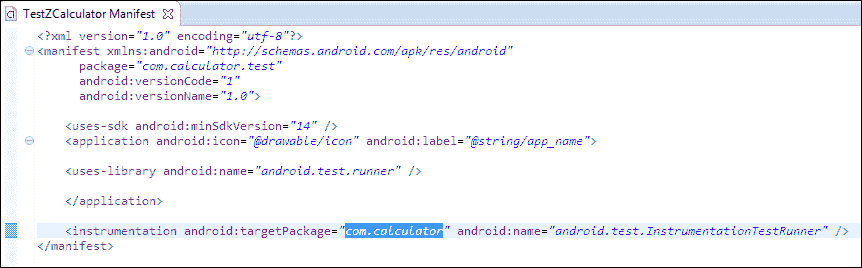 TestZCalculator Manifest
<?xml version="1.0" encoding="utf-8"?>
<manifest xmlns:android="http://schemas.android.com/apk/res/android"
package="com.calculator.test"
android:versionCode="1"
android:versionName="1.0">
<uses-sdk android:minSdkVersion="14" />
<application android:icon="@drawable/icon" android:label="@string/app_name">
<uses-library android:name="android.test.runner" />
</application>
<instrumentation android:targetPackage="com.calculator" android:name="android.test.InstrumentationTestRunner" />
</manifest>